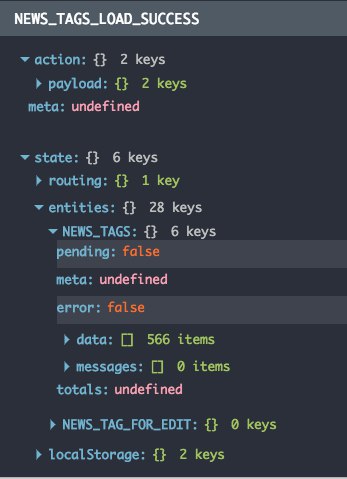 NEWS_TAGS_LOAD_SUCCESS
action: {} 2 keys
payload: {} 2 keys
meta: undefined
state: {} 6 keys
routing: {} 1 key
entities: {} 28 keys
NEWS_TAGS: {} 6 keys
pending: false
meta: undefined
error: false
data: [] 566 items
messages: [] 0 items
totals: undefined
NEWS_TAG_FOR_EDIT: {} 0 keys
localStorage: {} 2 keys